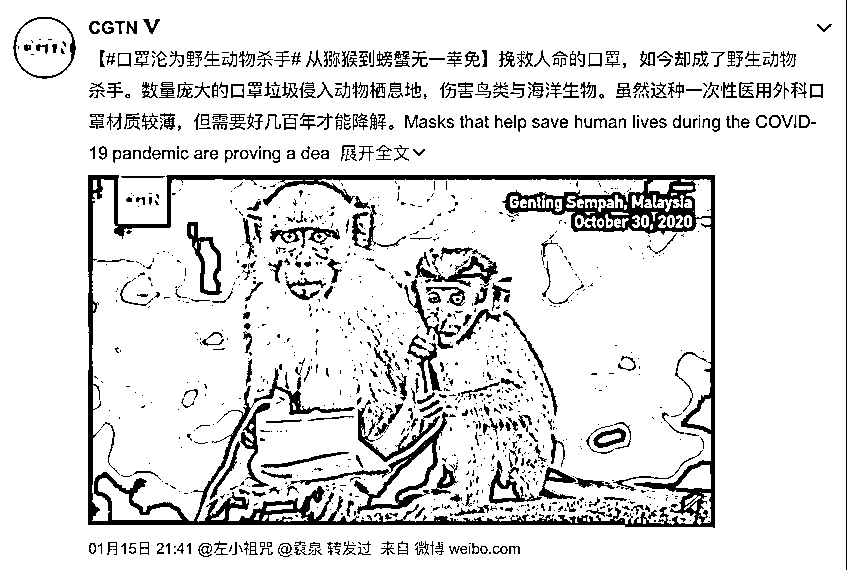 CGTN V
【#口罩沦为野生动物杀手# 从猕猴到螃蟹无一幸免】挽救人命的口罩，如今却成了野生动物
杀手。数量庞大的口罩垃圾侵入动物栖息地，伤害鸟类与海洋生物。虽然这种一次性医用外科口
罩材质较薄，但需要好几百年才能降解。Masks that help save human lives during the COVID-
19 pandemic are proving a dea 展开全文
Genting Sempah, Malaysia
October 30, 2020
01月15日 21:41 @左小祖咒 @裒泉 转发过 来自 微博 weibo.com